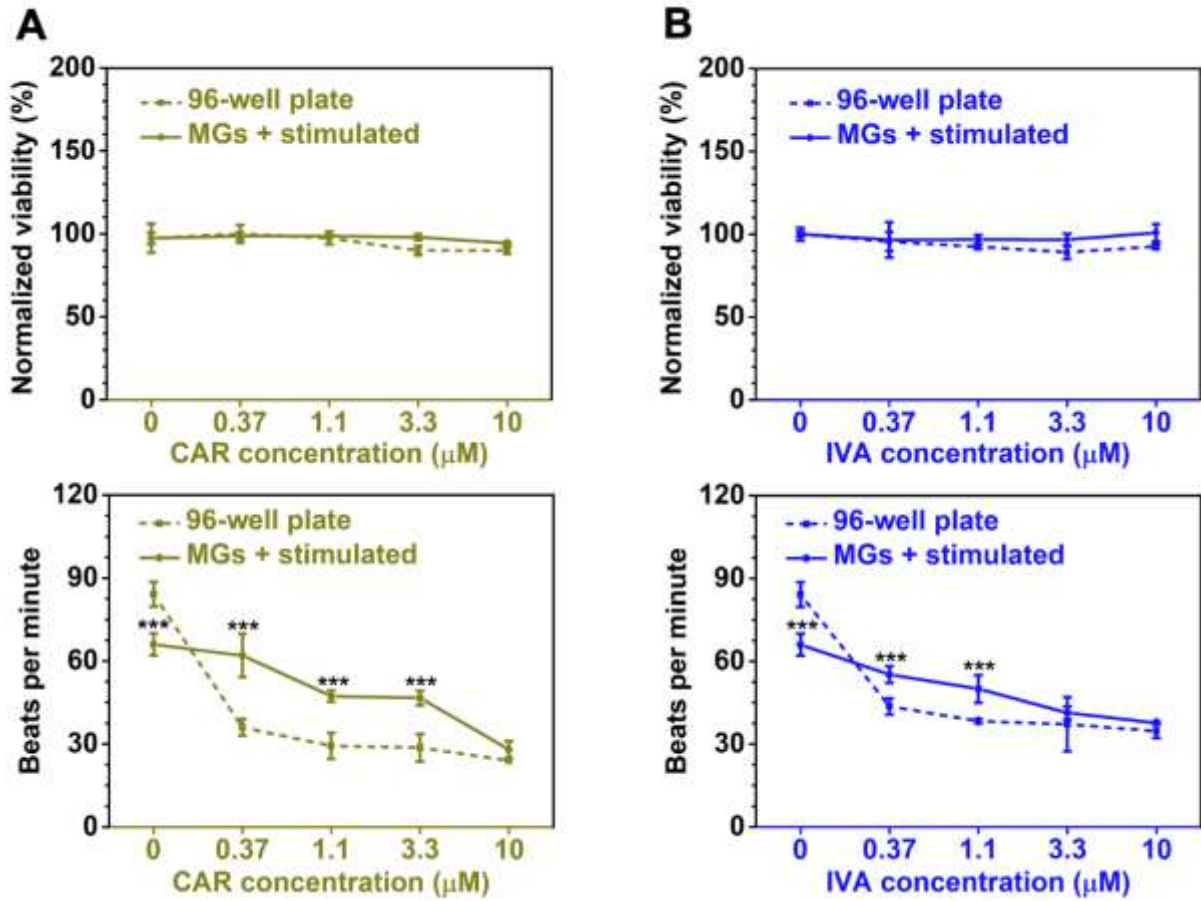 A
Normalized viability (%)
200
150
100
50
0
96-well plate
MGs + stimulated
0 0.37 1.1 3.3 10
CAR concentration (µM)
B
Normalized viability (%)
200
150
100
50
0
96-well plate
MGs + stimulated
0 0.37 1.1 3.3 10
IVA concentration (µM)
Beats per minute
120
90
60
30
0
96-well plate
MGs + stimulated
*** *** *** ***
0 0.37 1.1 3.3 10
CAR concentration (µM)
Beats per minute
120
90
60
30
0
96-well plate
MGs + stimulated
*** *** ***
0 0.37 1.1 3.3 10
IVA concentration (µM)